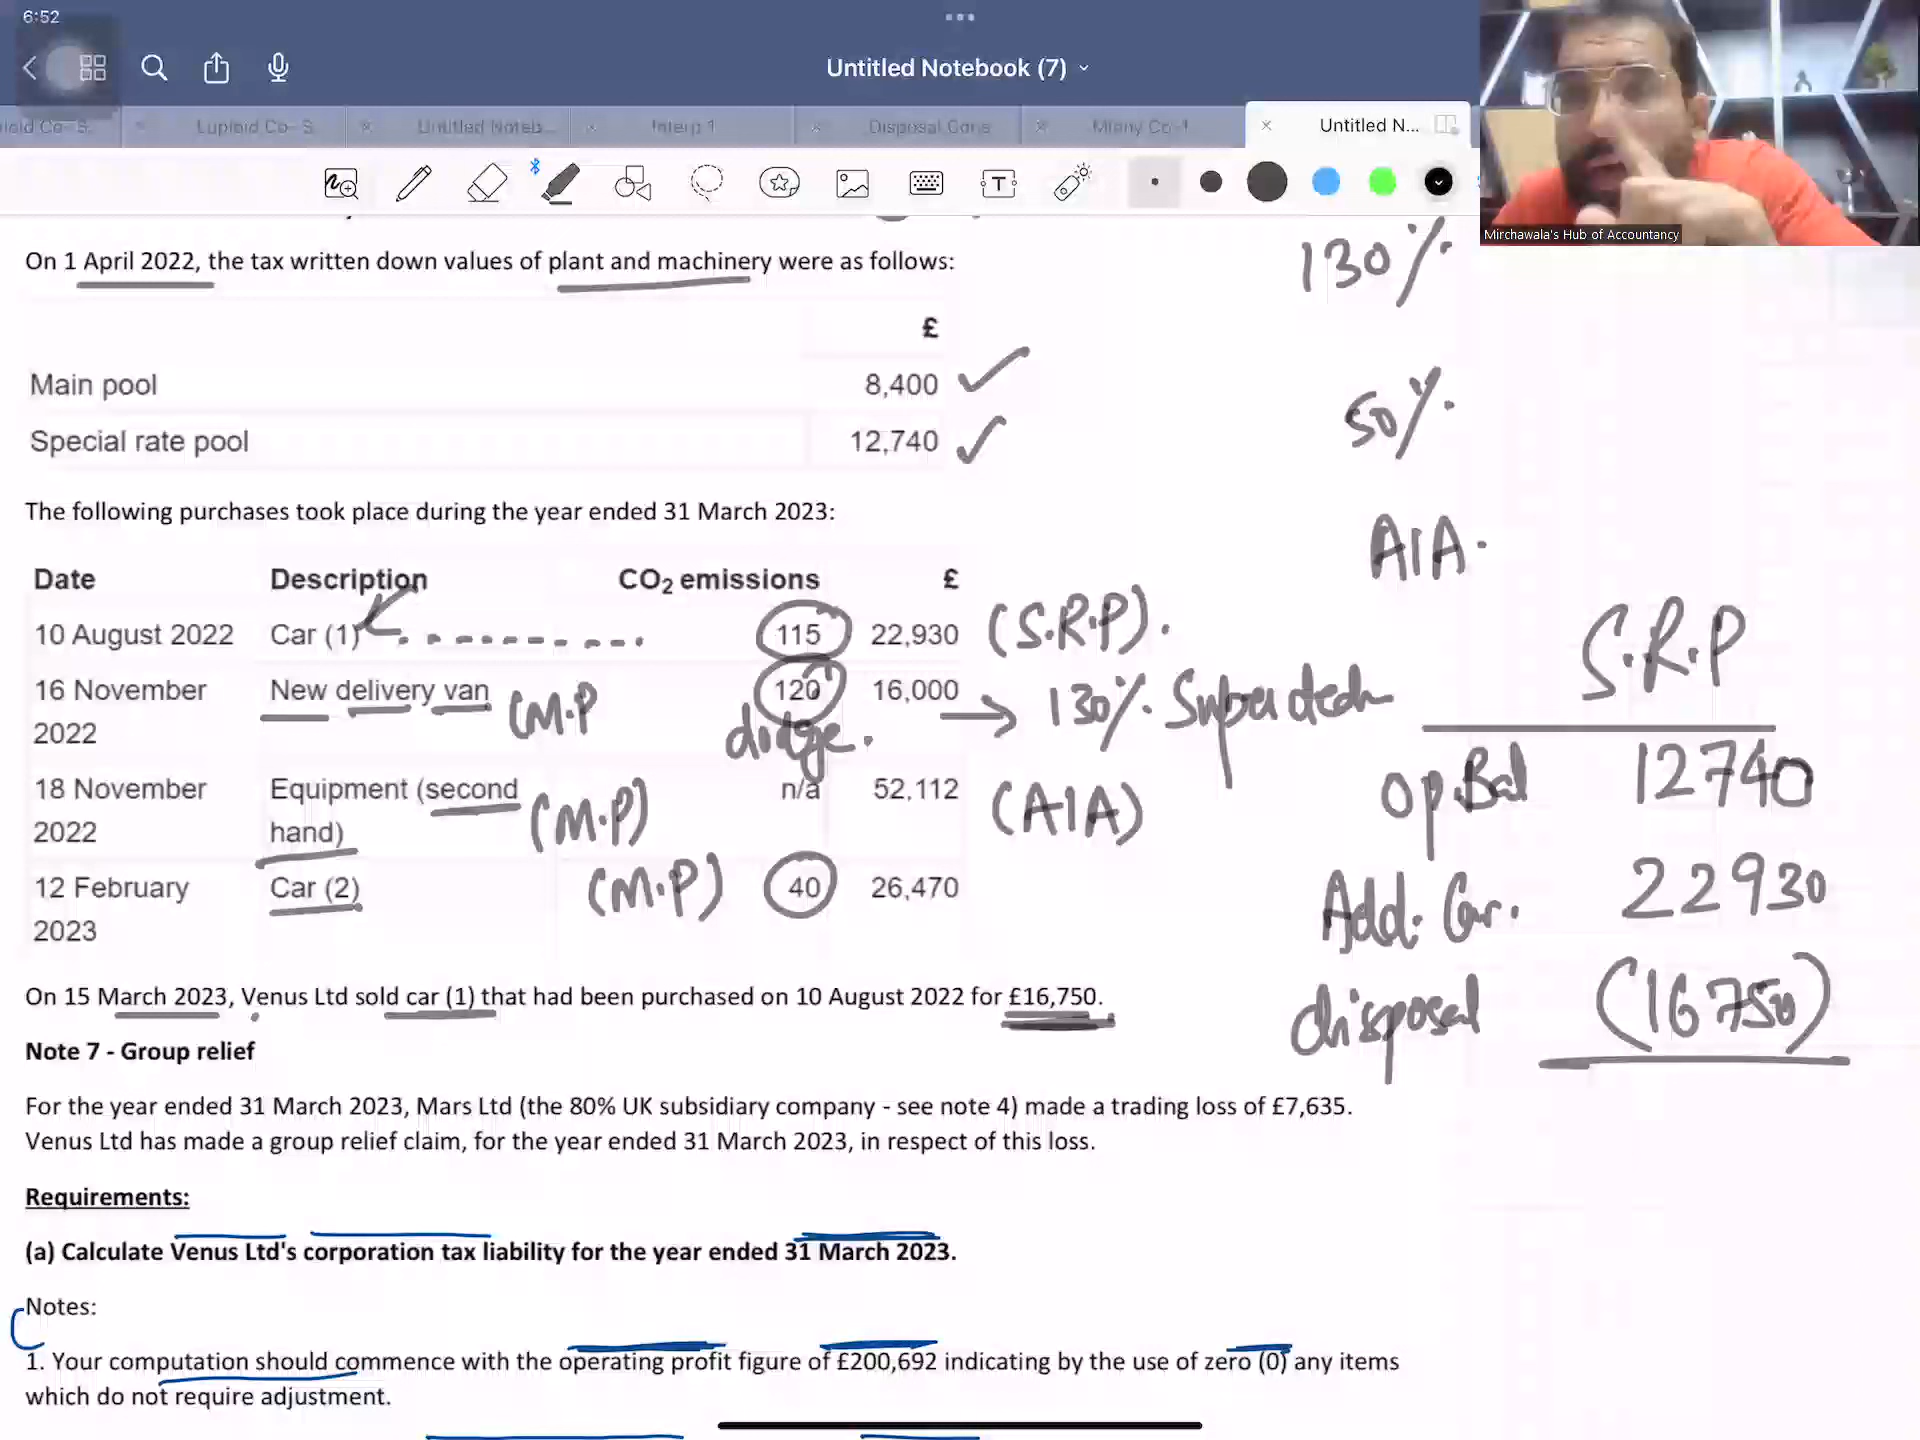 6:52
Untitled Notebook (7)
Lupioid Co- S
Untitled Noteb...
Interp 1
Disposal Cons
Miony Co-1
Untitled N...
T
Mirchawala's Hub of Accountancy
On 1 April 2022, the tax written down values of plant and machinery were as follows:
130%
£
Main pool 8,400
50%
Special rate pool 12,740
The following purchases took place during the year ended 31 March 2023:
AIA.
Date Description CO2 emissions £
10 August 2022 Car (1) 115 22,930 (S.R.P).
S.R.P
16 November 2022 New delivery van (M.P 120 16,000 → 130% Super ded
dodge.
Op.Bal 12740
18 November 2022 Equipment (second hand) (M.P) n/a 52,112 (AIA)
Add. Car. 22930
12 February 2023 Car (2) (M.P) 40 26,470
disposal (16750)
On 15 March 2023, Venus Ltd sold car (1) that had been purchased on 10 August 2022 for £16,750.
Note 7 - Group relief
For the year ended 31 March 2023, Mars Ltd (the 80% UK subsidiary company - see note 4) made a trading loss of £7,635.
Venus Ltd has made a group relief claim, for the year ended 31 March 2023, in respect of this loss.
Requirements:
(a) Calculate Venus Ltd's corporation tax liability for the year ended 31 March 2023.
Notes:
1. Your computation should commence with the operating profit figure of £200,692 indicating by the use of zero (0) any items
which do not require adjustment.